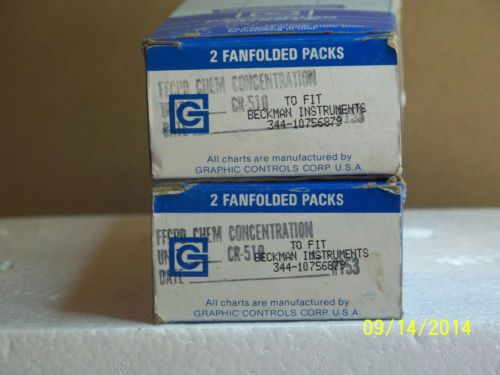 2 FANFOLDED PACKS
CHEM CONCENTRATION
CR-510 TO FIT
BECKMAN INSTRUMENTS
344-10756879
DATE
All charts are manufactured by
GRAPHIC CONTROLS CORP. U.S.A.
2 FANFOLDED PACKS
CHEM CONCENTRATION
CR-510 TO FIT
BECKMAN INSTRUMENTS
344-10756879
DATE
All charts are manufactured by
GRAPHIC CONTROLS CORP. U.S.A.
09/14/2014